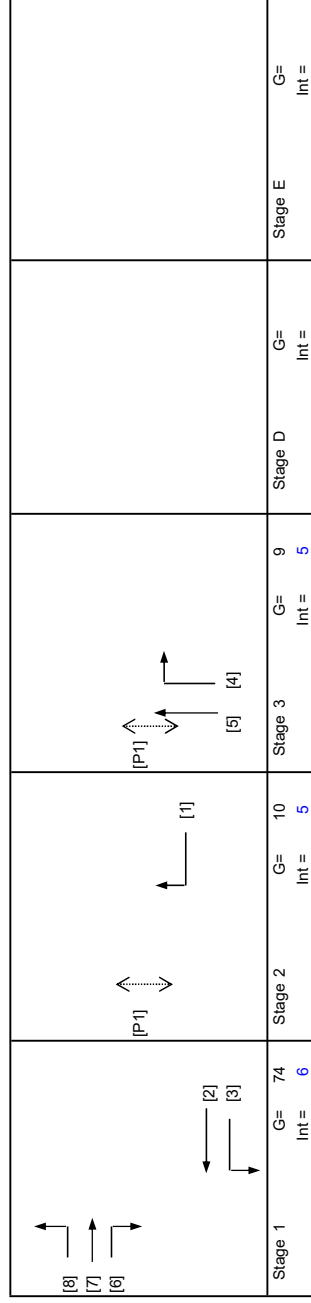 [8]
[7]
[6]
[2]
[3]
Stage 1 G= 74
Int = 6
[P1]
[1]
Stage 2 G= 10
Int = 5
[P1]
[5]
[4]
Stage 3 G= 9
Int = 5
Stage D G=
Int =
Stage E G=
Int =